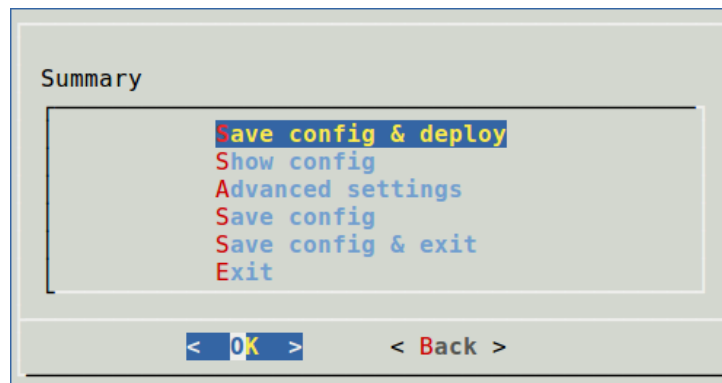 Summary
Save config & deploy
Show config
Advanced settings
Save config
Save config & exit
Exit
< OK > < Back >